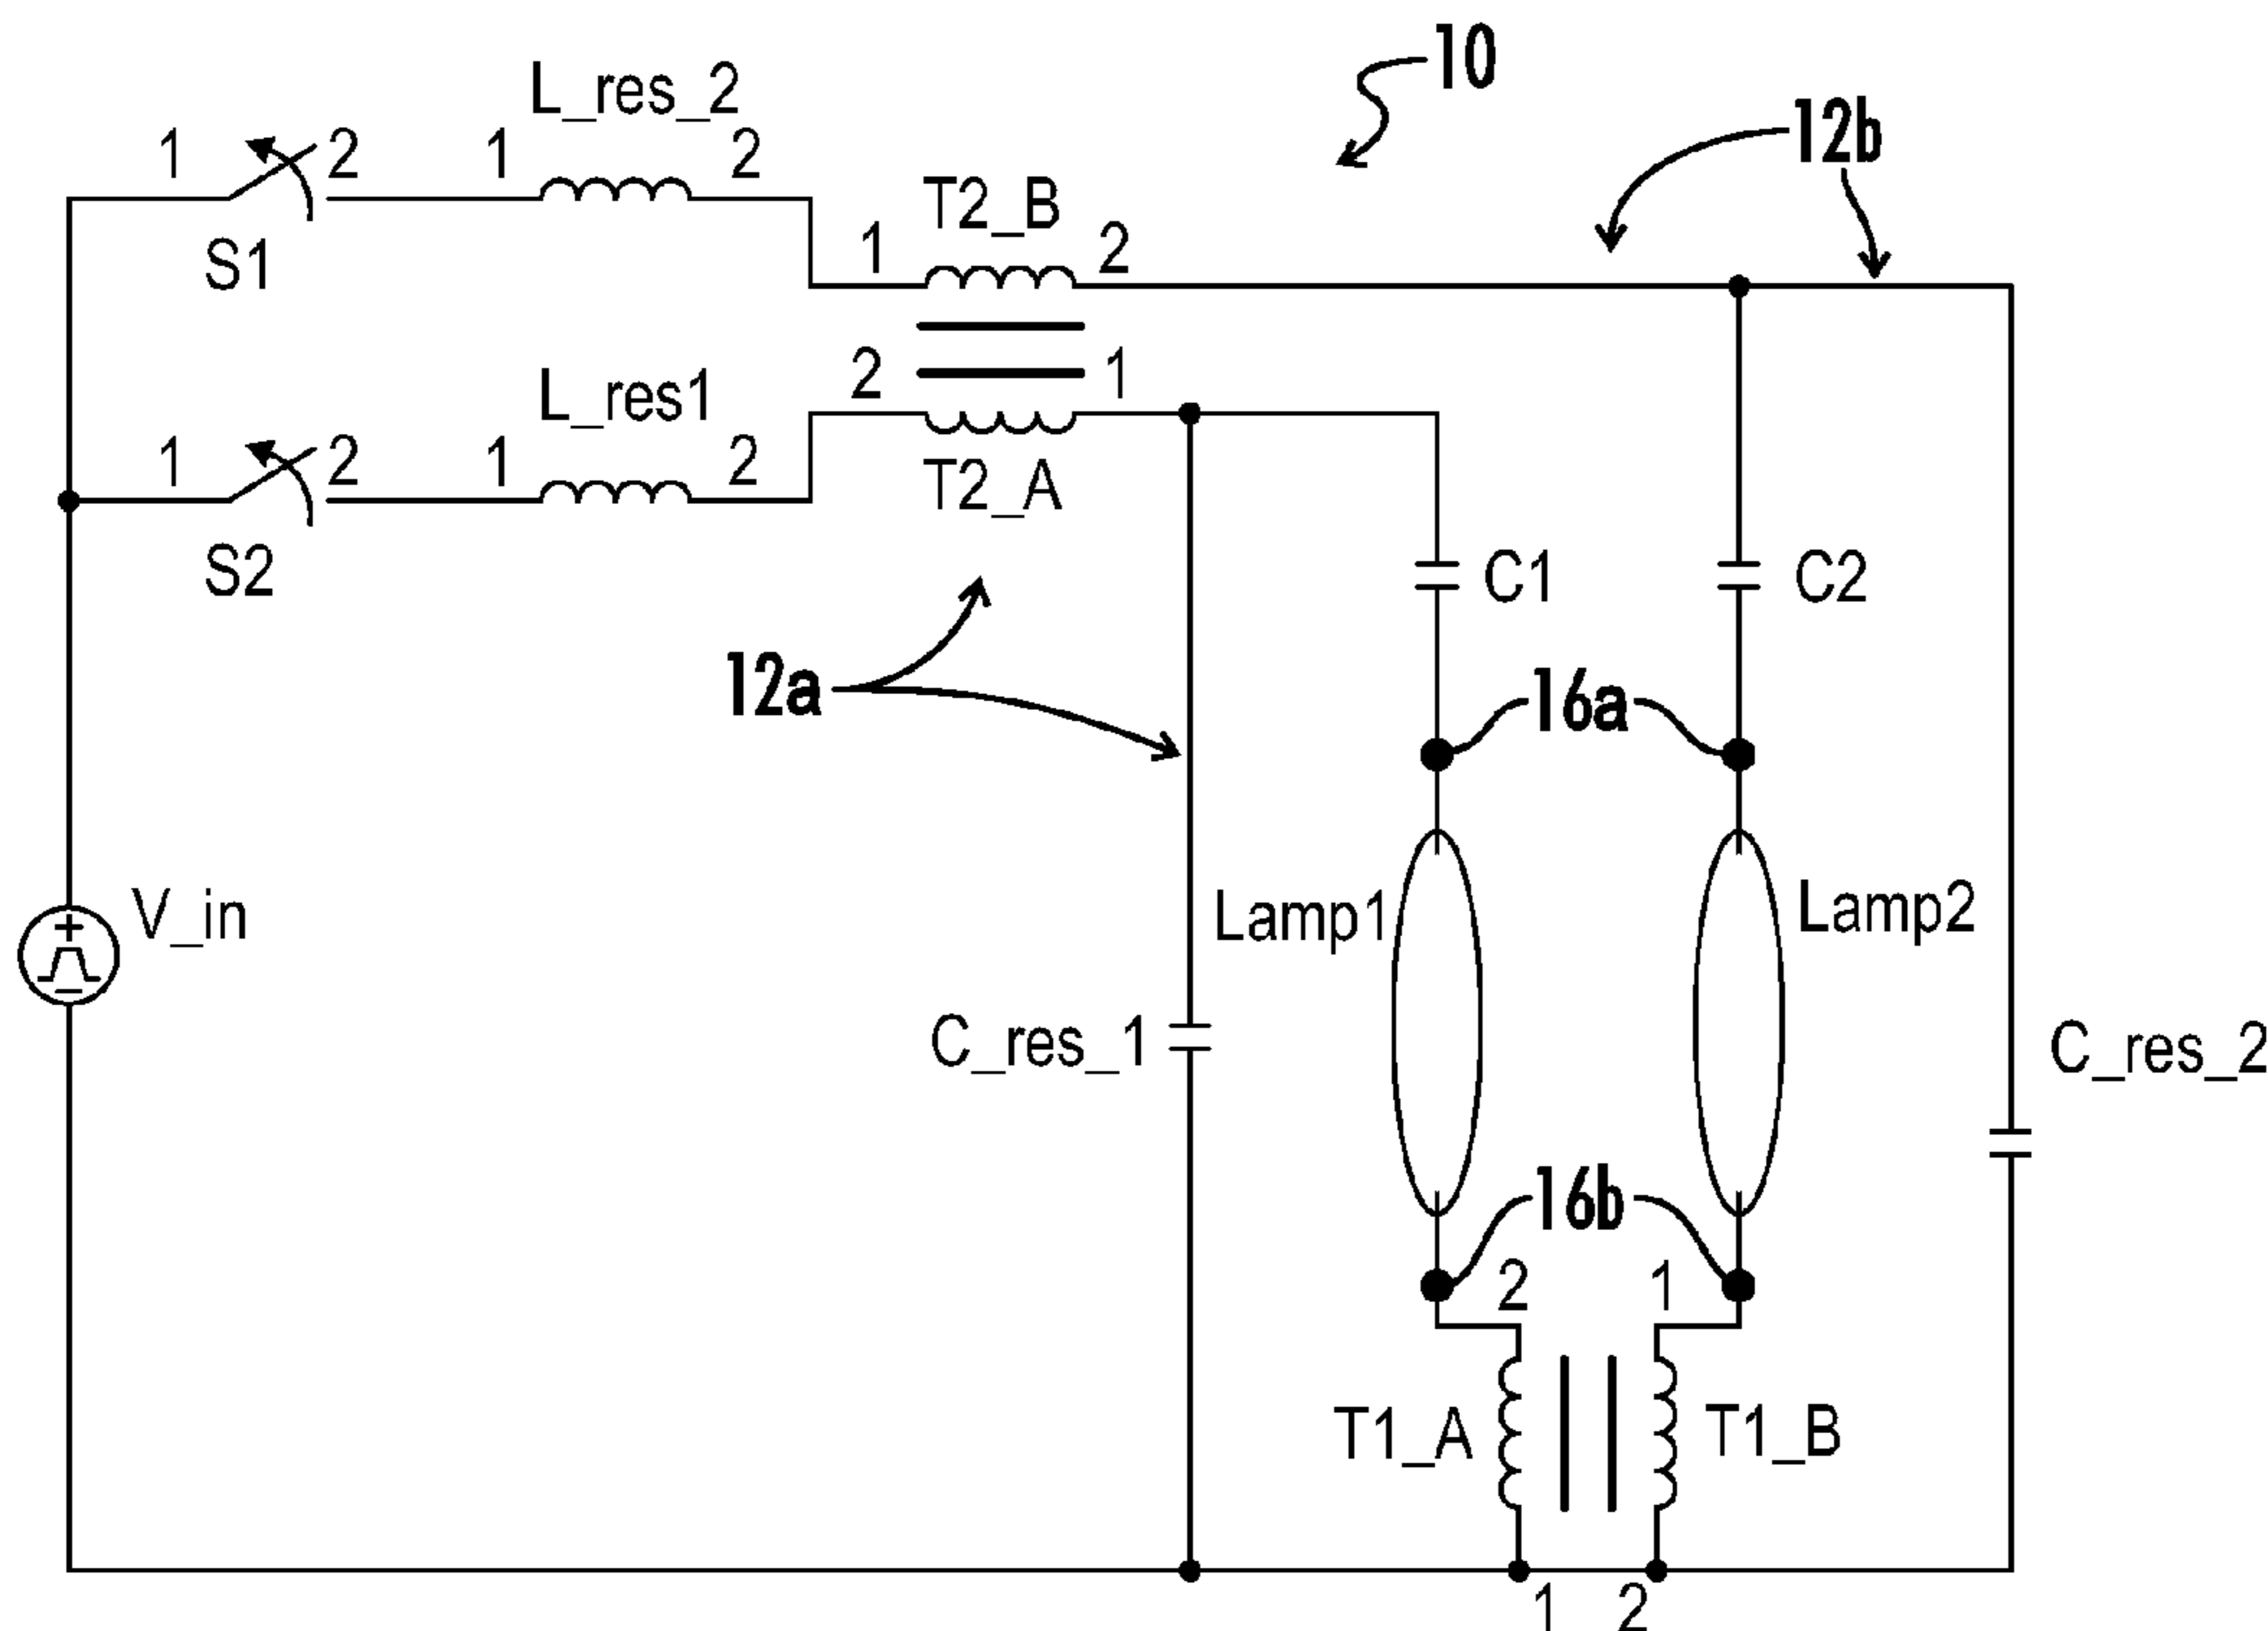 10
L_res_2
12b
1 2 1 2
T2_B
S1
1 2
L_res1
2 1
1 2 1 2
T2_A
S2
C1 C2
12a
16a
V_in
Lamp1
Lamp2
C_res_1
C_res_2
16b
2 1
T1_A
T1_B
1 2